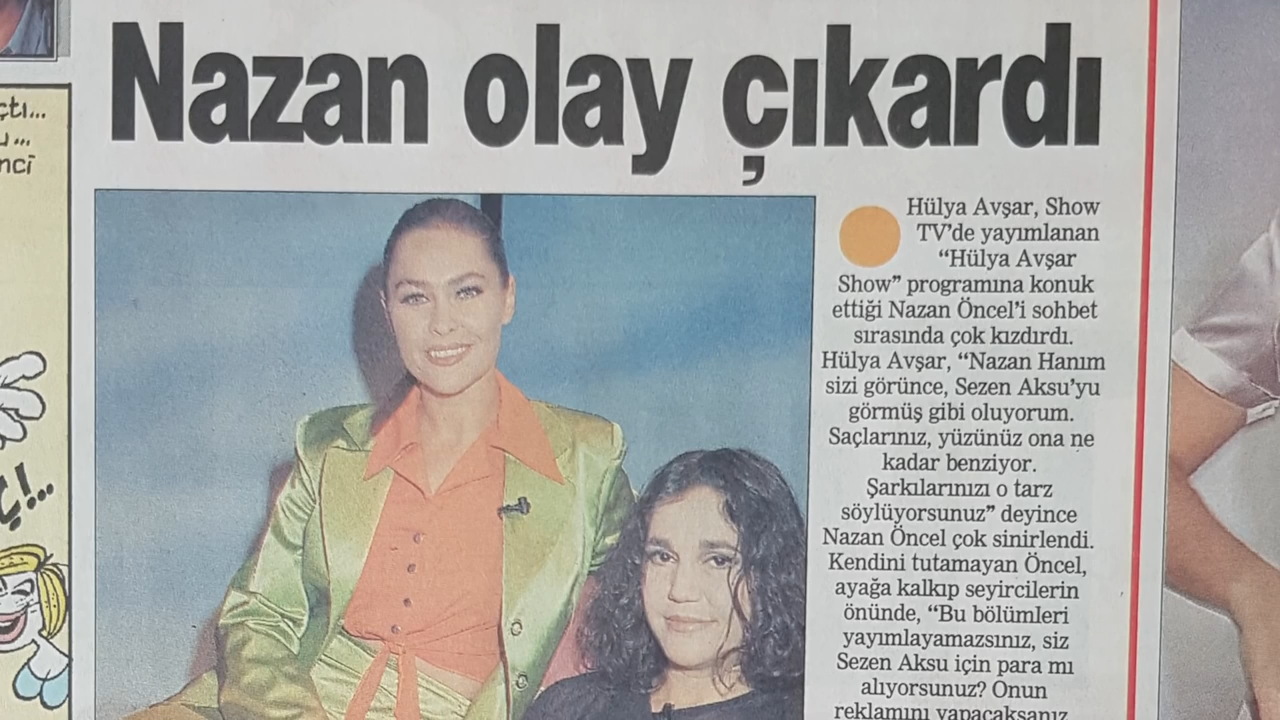 Nazan olay çıkardı
Hülya Avşar, Show
TV'de yayımlanan
"Hülya Avşar
Show" programına konuk
ettiği Nazan Öncel'i sohbet
sırasında çok kızdırdı.
Hülya Avşar, "Nazan Hanım
sizi görünce, Sezen Aksu'yu
görmüş gibi oluyorum.
Saçlarınız, yüzünüz ona ne
kadar benziyor.
Şarkılarınızı o tarz
söylüyorsunuz" deyince
Nazan Öncel çok sinirlendi.
Kendini tutamayan Öncel,
ayağa kalkıp seyircilerin
önünde, "Bu bölümleri
yayımlayamazsınız, siz
Sezen Aksu için para mı
alıyorsunuz? Onun
reklamını yapacaksanız